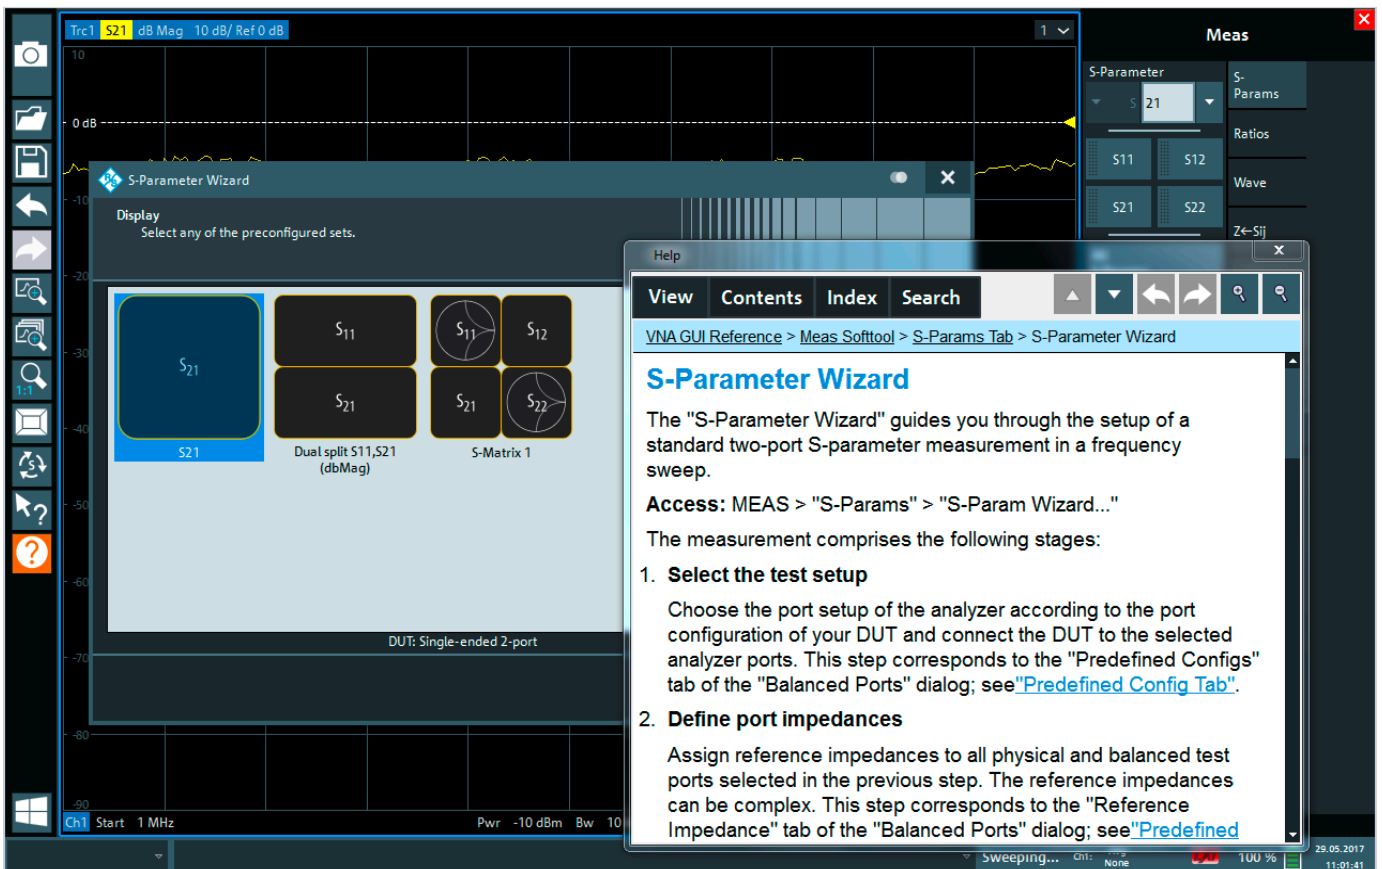 Trc1 S21 dB Mag 10 dB/ Ref 0 dB
1
Meas
10
0 dB
-10
-20
-30
-40
-50
-60
-70
-80
-90
1:1
S-Parameter
S 21
S11 S12
S21 S22
S-
Params
Ratios
Wave
Z←Sij
S-Parameter Wizard
Display
Select any of the preconfigured sets.
S21
S11
S21
S11 S12
S21 S22
S21
Dual split S11,S21
(dbMag)
S-Matrix 1
DUT: Single-ended 2-port
Help
X
View Contents Index Search
VNA GUI Reference > Meas Softtool > S-Params Tab > S-Parameter Wizard
S-Parameter Wizard
The "S-Parameter Wizard" guides you through the setup of a
standard two-port S-parameter measurement in a frequency
sweep.
Access: MEAS > "S-Params" > "S-Param Wizard..."
The measurement comprises the following stages:
1. Select the test setup
Choose the port setup of the analyzer according to the port
configuration of your DUT and connect the DUT to the selected
analyzer ports. This step corresponds to the "Predefined Configs"
tab of the "Balanced Ports" dialog; see"Predefined Config Tab".
2. Define port impedances
Assign reference impedances to all physical and balanced test
ports selected in the previous step. The reference impedances
can be complex. This step corresponds to the "Reference
Impedance" tab of the "Balanced Ports" dialog; see"Predefined
Ch1 Start 1 MHz Pwr -10 dBm Bw 10
Sweeping... Ch1: None 100 %
29.05.2017
11:01:41